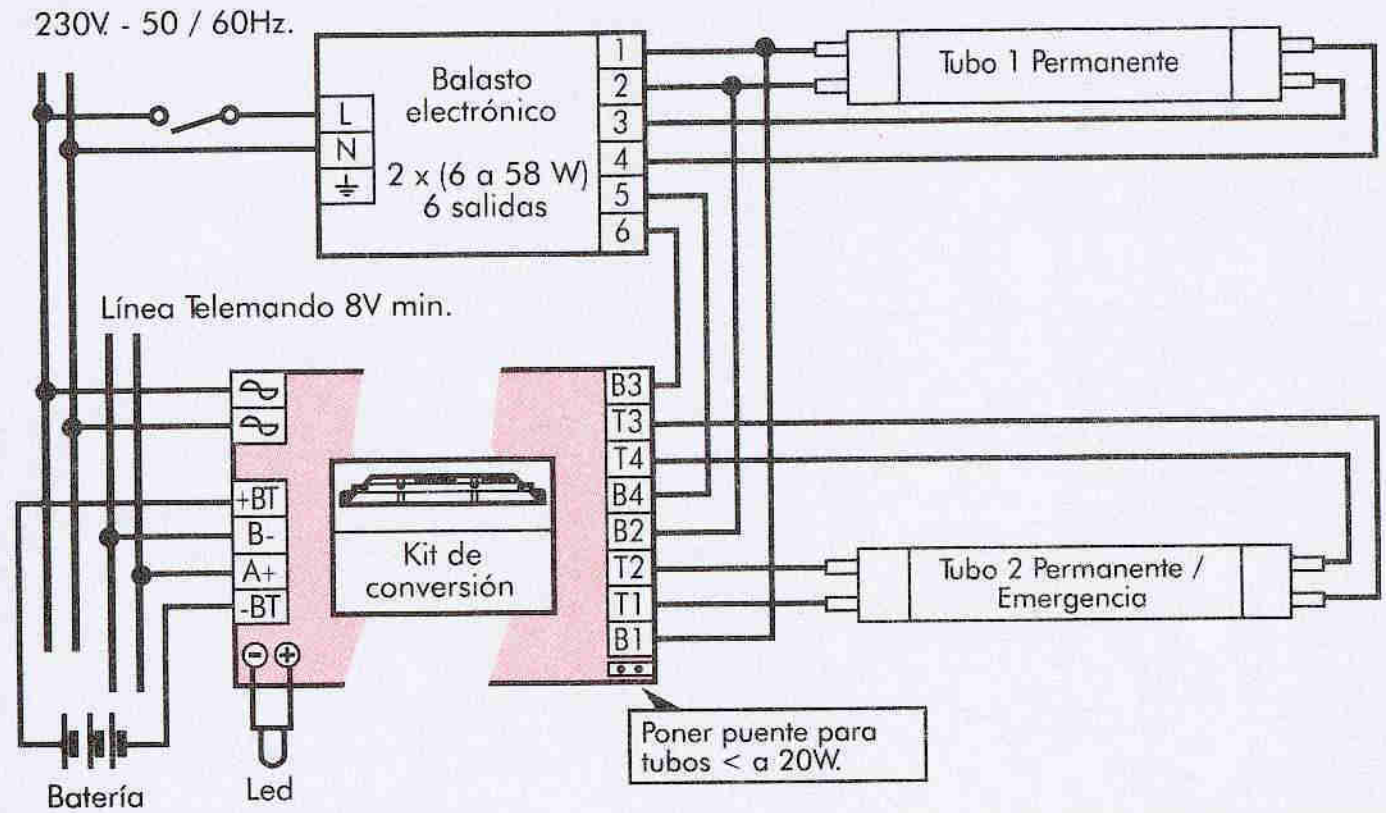 230V. - 50 / 60Hz.
Balasto
electrónico
2 x (6 a 58 W)
6 salidas
L
N
1
2
3
4
5
6
Tubo 1 Permanente
Línea Telemando 8V min.
+BT
B-
A+
-BT
Kit de
conversión
B3
T3
T4
B4
B2
T2
T1
B1
Tubo 2 Permanente /
Emergencia
Poner puente para
tubos < a 20W.
Batería
Led